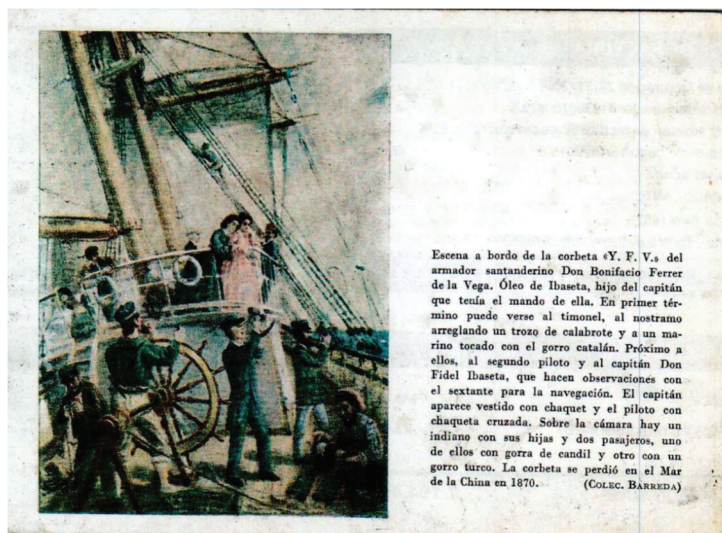 Escena a bordo de la corbeta «Y. F. V.» del
armador santanderino Don Bonifacio Ferrer
de la Vega. Óleo de Ibaseta, hijo del capitán
que tenía el mando de ella. En primer tér-
mino puede verse al timonel, al nostramo
arreglando un trozo de calabrote y a un ma-
rino tocado con el gorro catalán. Próximo a
ellos, al segundo piloto y al capitán Don
Fidel Ibaseta, que hacen observaciones con
el sextante para la navegación. El capitán
aparece vestido con chaquet y el piloto con
chaqueta cruzada. Sobre la cámara hay un
indiano con sus hijas y dos pasajeros, uno
de ellos con gorra de candil y otro con un
gorro turco. La corbeta se perdió en el Mar
de la China en 1870. (Colec. Barreda)